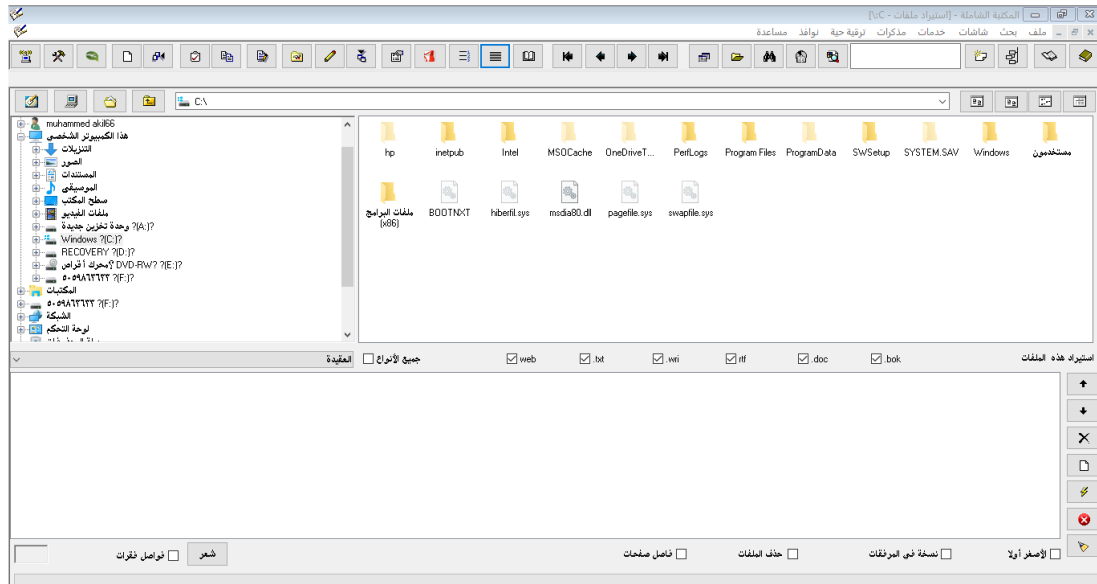 المكتبة الشاملة - [استيراد ملفات - C:\]
ملف بحث شاشات خدمات مذكرات ترقية حية نوافذ مساعدة
C:\
muhammed akil66
هذا الكمبيوتر الشخصي
التنزيلات
الصور
المستندات
الموسيقى
سطح المكتب
ملفات الفيديو
وحدة تخزين جديدة ?(A:)?
Windows ?(C:)?
RECOVERY ?(D:)?
محرك أقراص DVD-RW? ?(E:)?
٠٥٠٥٩٨٦٣٦٣٣ ?(F:)?
المكتبات
٠٥٠٥٩٨٦٣٦٣٣ ?(F:)?
الشبكة
لوحة التحكم
hp inetpub Intel MSOCache OneDriveT... PerfLogs Program Files ProgramData SWSetup SYSTEM.SAV Windows مستخدمون
ملفات البرامج (x86) BOOTNXT hiberfil.sys msdia80.dll pagefile.sys swapfile.sys
استيراد هذه الملفات .bok .doc .rtf .wri .txt web جميع الأنواع العقيدة
الأصغر أولا نسخة في المرفقات حذف الملفات فاصل صفحات شعر فواصل فقرات